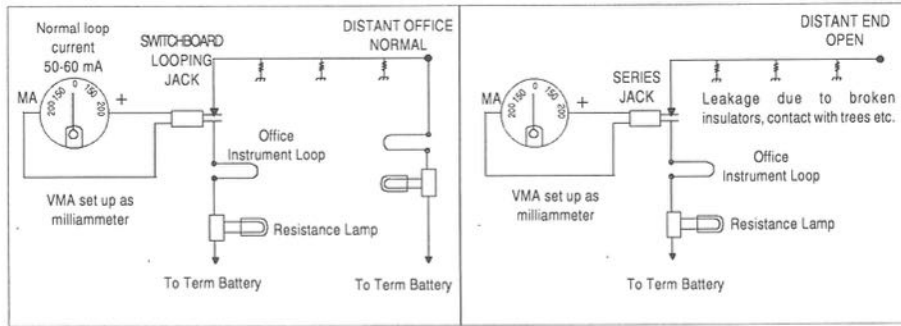 Normal loop
current
50-60 mA
SWITCHBOARD
LOOPING
JACK
DISTANT OFFICE
NORMAL
MA
200
150
0
150
200
+
Office
Instrument Loop
VMA set up as
milliammeter
Resistance Lamp
To Term Battery
To Term Battery
DISTANT END
OPEN
SERIES
JACK
MA
200
150
0
150
200
+
Leakage due to broken
insulators, contact with trees etc.
Office
Instrument Loop
VMA set up as
milliammeter
Resistance Lamp
To Term Battery